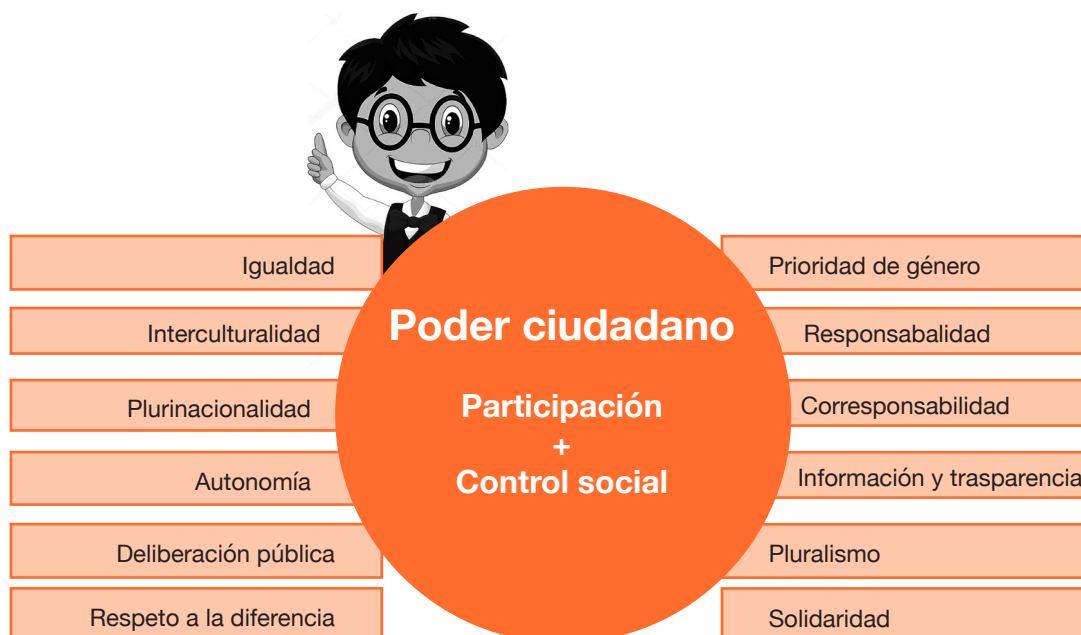 Igualdad
Interculturalidad
Plurinacionalidad
Autonomía
Deliberación pública
Respeto a la diferencia
Poder ciudadano
Participación
+
Control social
Prioridad de género
Responsabalidad
Corresponsabilidad
Información y trasparencia
Pluralismo
Solidaridad